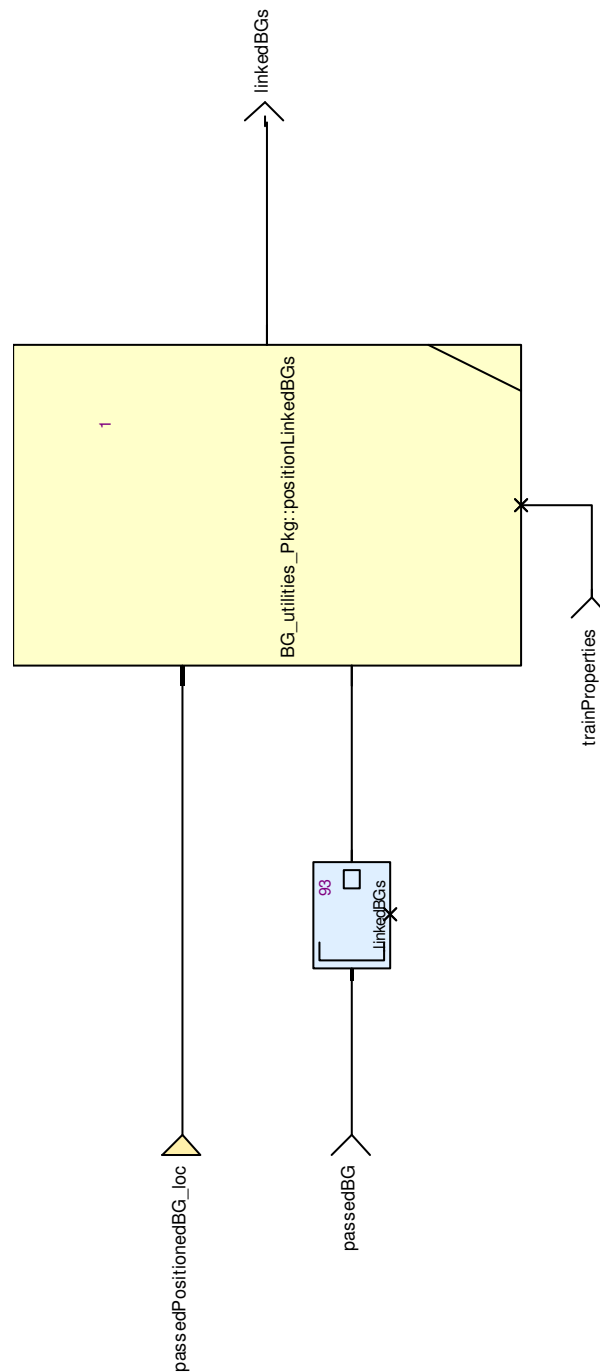 linkedBGs
1
BG_utilities_Pkg::positionLinkedBGs
trainProperties
93
linkedBGs
passedPositionedBG_loc
passedBG